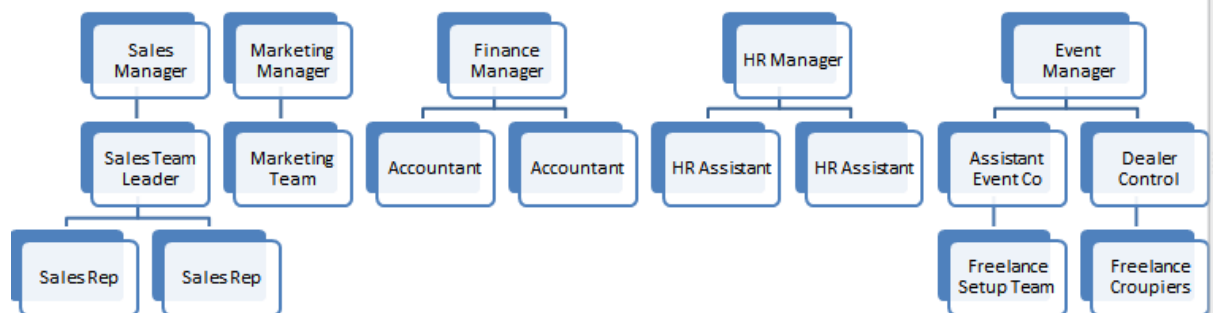 Sales
Manager
Marketing
Manager
Finance
Manager
HR Manager
Event
Manager
Sales Team
Leader
Marketing
Team
Accountant
Accountant
HR Assistant
HR Assistant
Assistant
Event Co
Dealer
Control
Sales Rep
Sales Rep
Freelance
Setup Team
Freelance
Croupiers